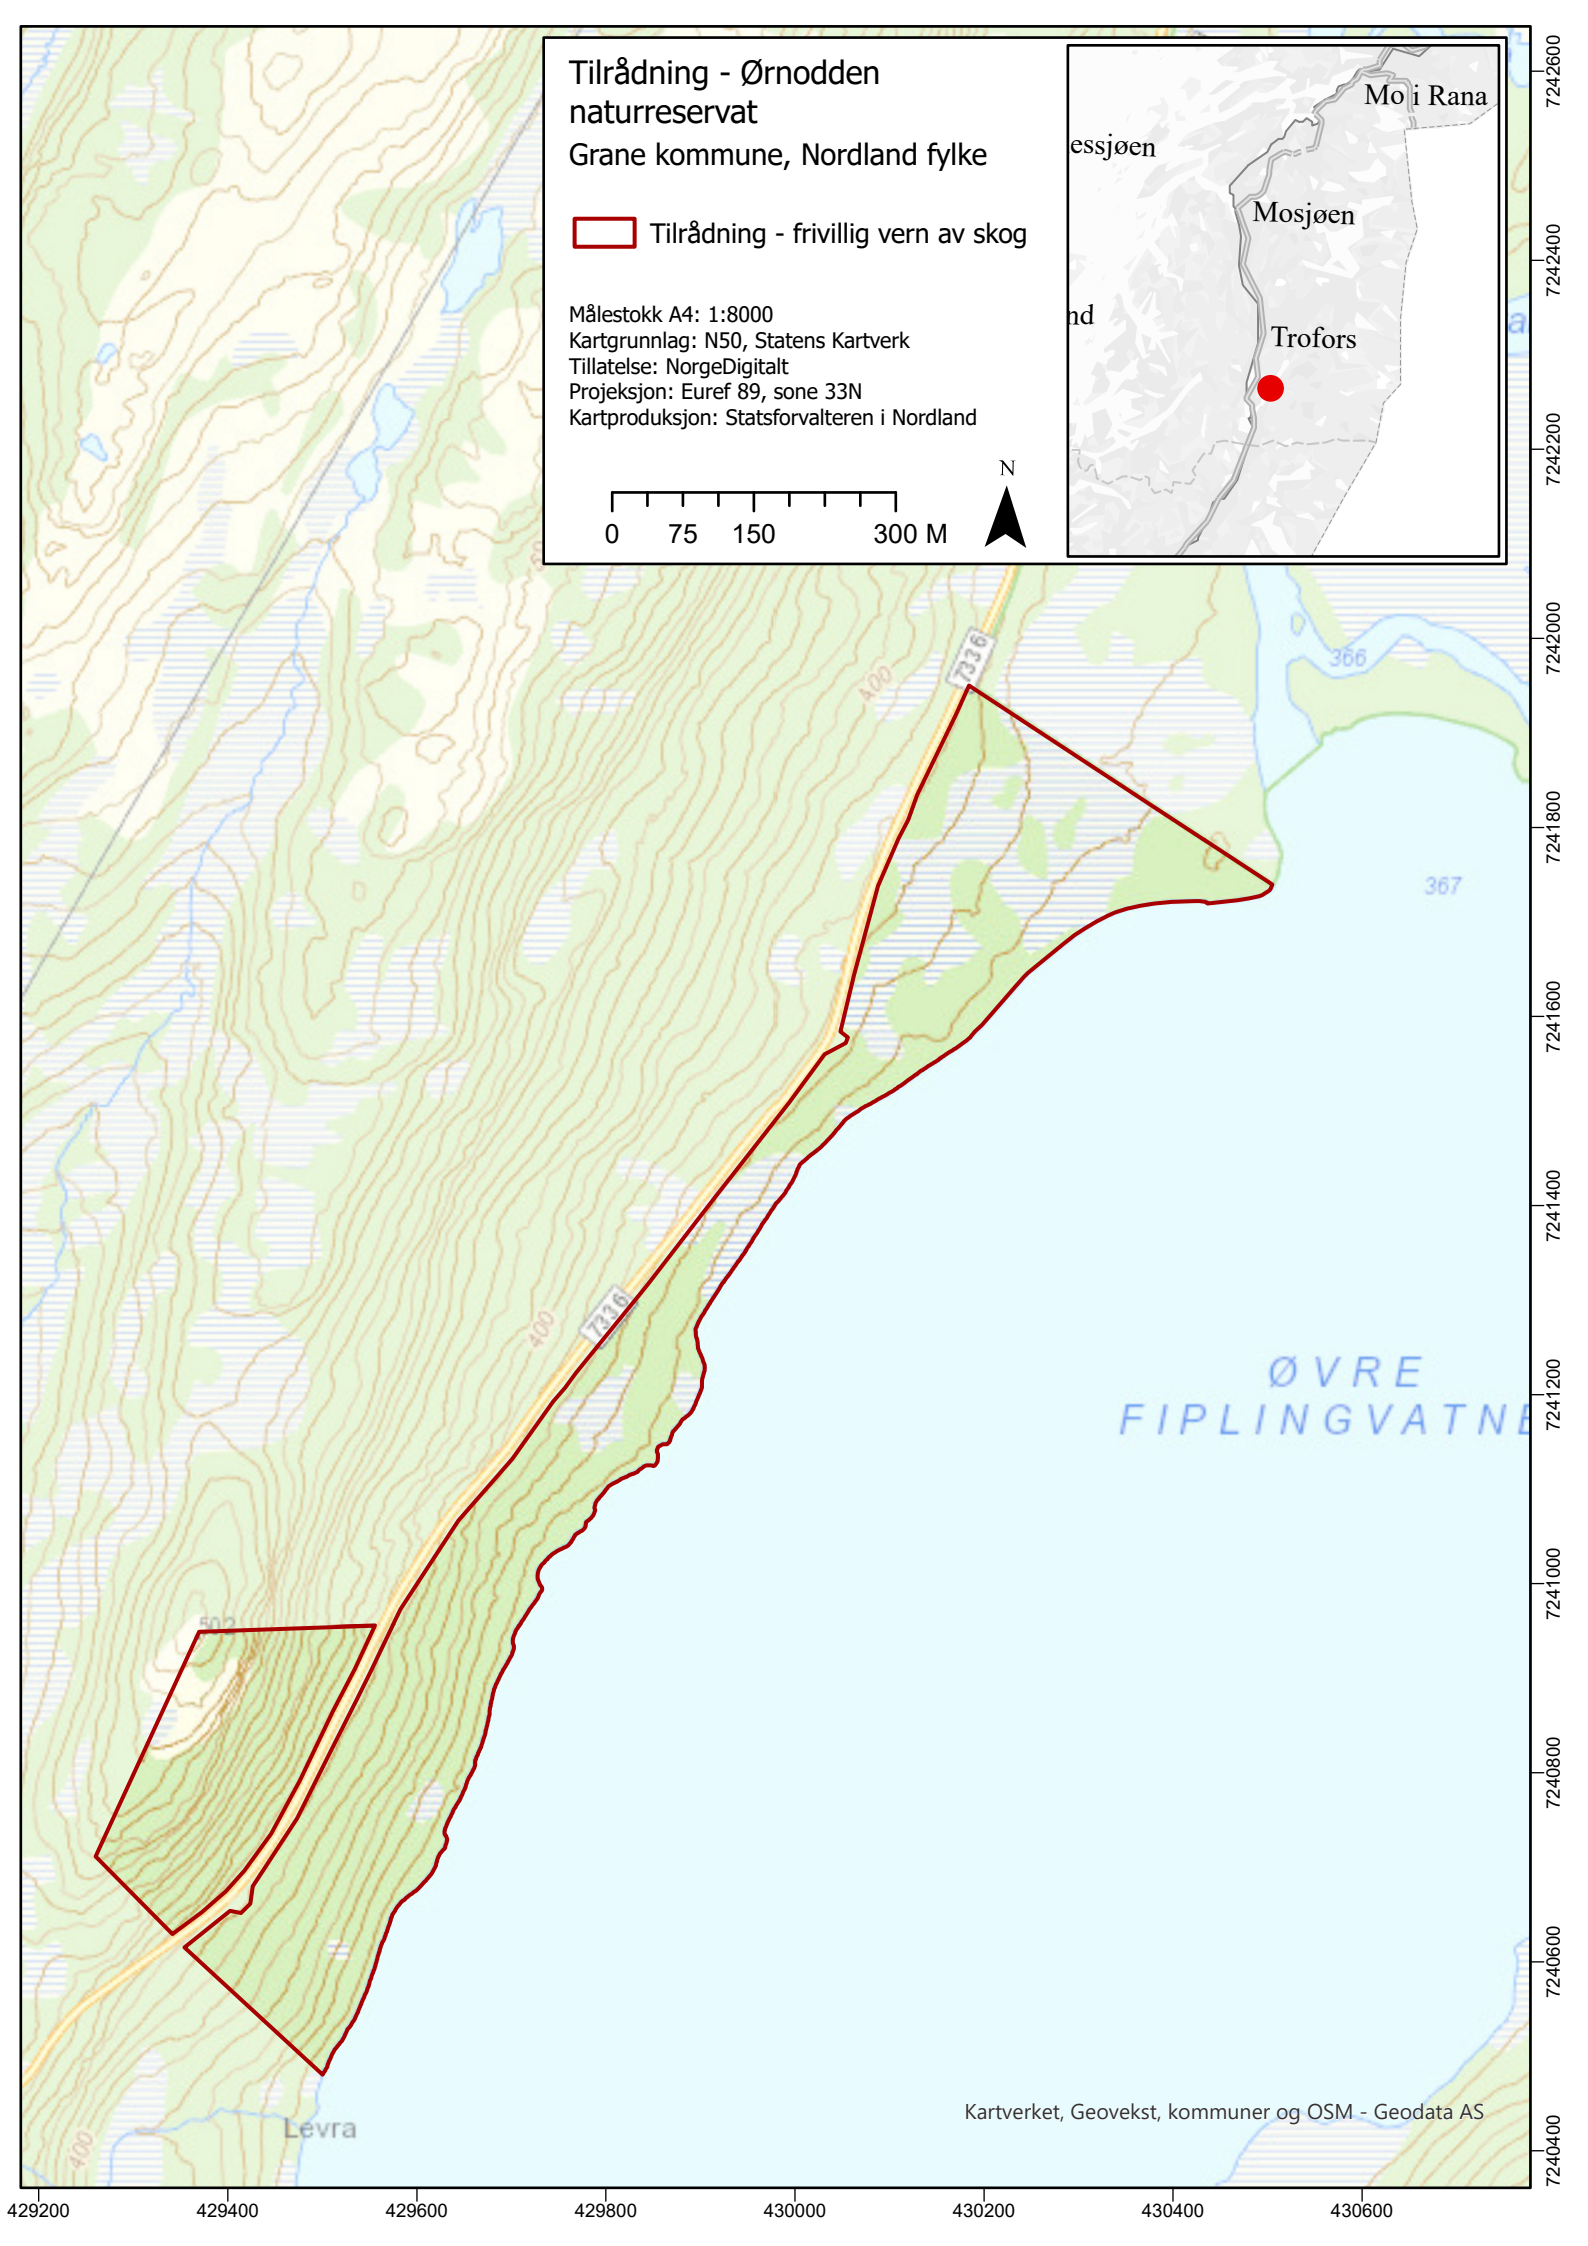 Tilrådning - Ørnodden
naturreservat
Grane kommune, Nordland fylke
Tilrådning - frivillig vern av skog
Målestokk A4: 1:8000
Kartgrunnlag: N50, Statens Kartverk
Tillatelse: NorgeDigitalt
Projeksjon: Euref 89, sone 33N
Kartproduksjon: Statsforvalteren i Nordland
N
0 75 150 300 M
Mo i Rana
essjøen
Mosjøen
nd
Trofors
7336
366
400
367
7336
400
ØVRE
FIPLINGVATNE
502
Levra
400
Kartverket, Geovekst, kommuner og OSM - Geodata AS
7242600
7242400
7242200
7242000
7241800
7241600
7241400
7241200
7241000
7240800
7240600
7240400
429200 429400 429600 429800 430000 430200 430400 430600